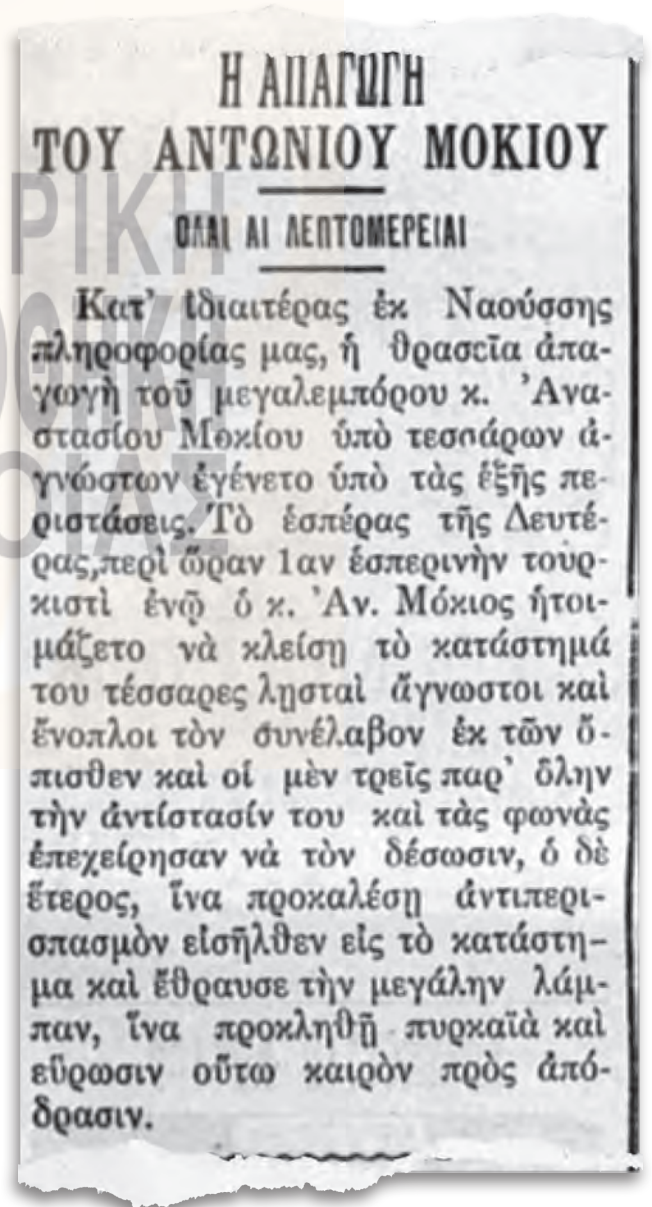 Η ΑΠΑΓΩΓΗ
ΤΟΥ ΑΝΤΩΝΙΟΥ ΜΟΚΙΟΥ
ΟΛΑΙ ΑΙ ΛΕΠΤΟΜΕΡΕΙΑΙ
Κατ' ἰδιαιτέρας ἐκ Ναούσσης
πληροφορίας μας, ἡ θρασεῖα ἀπα-
γωγὴ τοῦ μεγαλεμπόρου κ. Ἀνα-
στασίου Μοκίου ὑπὸ τεσσάρων ἀ-
γνώστων ἐγένετο ὑπὸ τὰς ἑξῆς πε-
ριστάσεις. Τὸ ἑσπέρας τῆς Δευτέ-
ρας,περὶ ὥραν 1αν ἑσπερινὴν τουρ-
κιστὶ ἐνῷ ὁ κ. Ἀν. Μόκιος ἡτοι-
μάζετο νὰ κλείσῃ τὸ κατάστημά
του τέσσαρες λῃσταὶ ἄγνωστοι καὶ
ἔνοπλοι τὸν συνέλαβον ἐκ τῶν ὄ-
πισθεν καὶ οἱ μὲν τρεῖς παρ' ὅλην
τὴν ἀντίστασίν του καὶ τὰς φωνὰς
ἐπεχείρησαν νὰ τὸν δέσωσιν, ὁ δὲ
ἕτερος, ἵνα προκαλέσῃ ἀντιπερι-
σπασμὸν εἰσῆλθεν εἰς τὸ κατάστη-
μα καὶ ἔθραυσε τὴν μεγάλην λάμ-
παν, ἵνα προκληθῇ πυρκαϊὰ καὶ
εὕρωσιν οὕτω καιρὸν πρὸς ἀπό-
δρασιν.